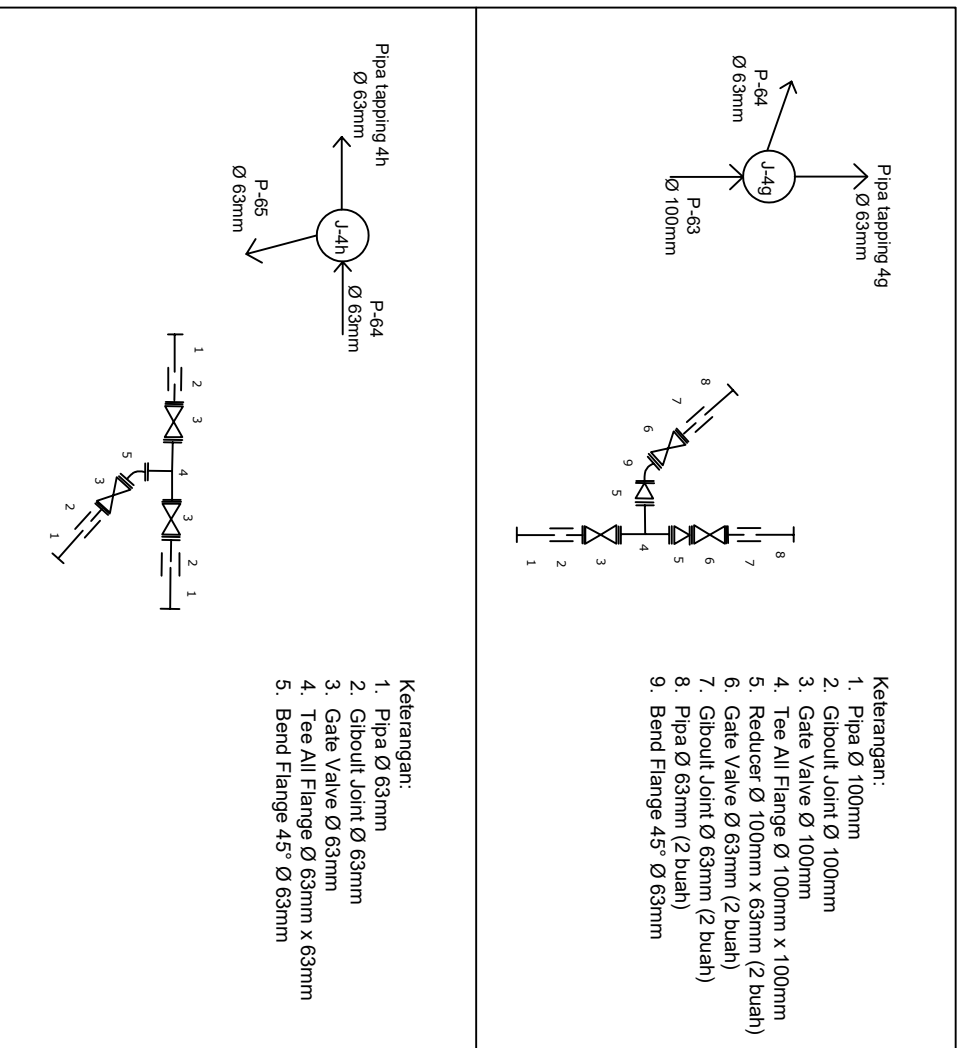 Pipa tapping 4g
Ø 63mm
P-64
Ø 63mm
J-4g
P-63
Ø 100mm
8
7
6
9
5
4
5
6
7
8
3
2
1
Keterangan:
1. Pipa Ø 100mm
2. Giboult Joint Ø 100mm
3. Gate Valve Ø 100mm
4. Tee All Flange Ø 100mm x 100mm
5. Reducer Ø 100mm x 63mm (2 buah)
6. Gate Valve Ø 63mm (2 buah)
7. Giboult Joint Ø 63mm (2 buah)
8. Pipa Ø 63mm (2 buah)
9. Bend Flange 45° Ø 63mm
Pipa tapping 4h
Ø 63mm
J-4h
P-64
Ø 63mm
P-65
Ø 63mm
1
2
3
4
3
2
1
5
3
2
1
Keterangan:
1. Pipa Ø 63mm
2. Giboult Joint Ø 63mm
3. Gate Valve Ø 63mm
4. Tee All Flange Ø 63mm x 63mm
5. Bend Flange 45° Ø 63mm